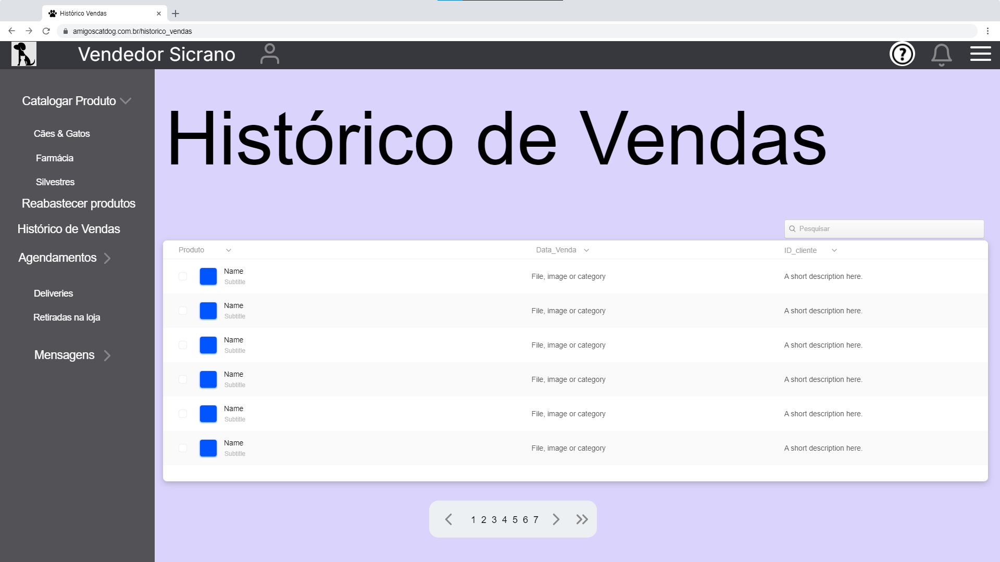 Histórico Vendas
amigoscatdog.com.br/historico_vendas
Vendedor Sicrano
?
Catalogar Produto
Cães & Gatos
Farmácia
Silvestres
Reabastecer produtos
Histórico de Vendas
Agendamentos
Deliveries
Retiradas na loja
Mensagens
Histórico de Vendas
Pesquisar
Produto Data_Venda ID_cliente
Name
Subtitle
File, image or category
A short description here.
Name
Subtitle
File, image or category
A short description here.
Name
Subtitle
File, image or category
A short description here.
Name
Subtitle
File, image or category
A short description here.
Name
Subtitle
File, image or category
A short description here.
Name
Subtitle
File, image or category
A short description here.
1 2 3 4 5 6 7